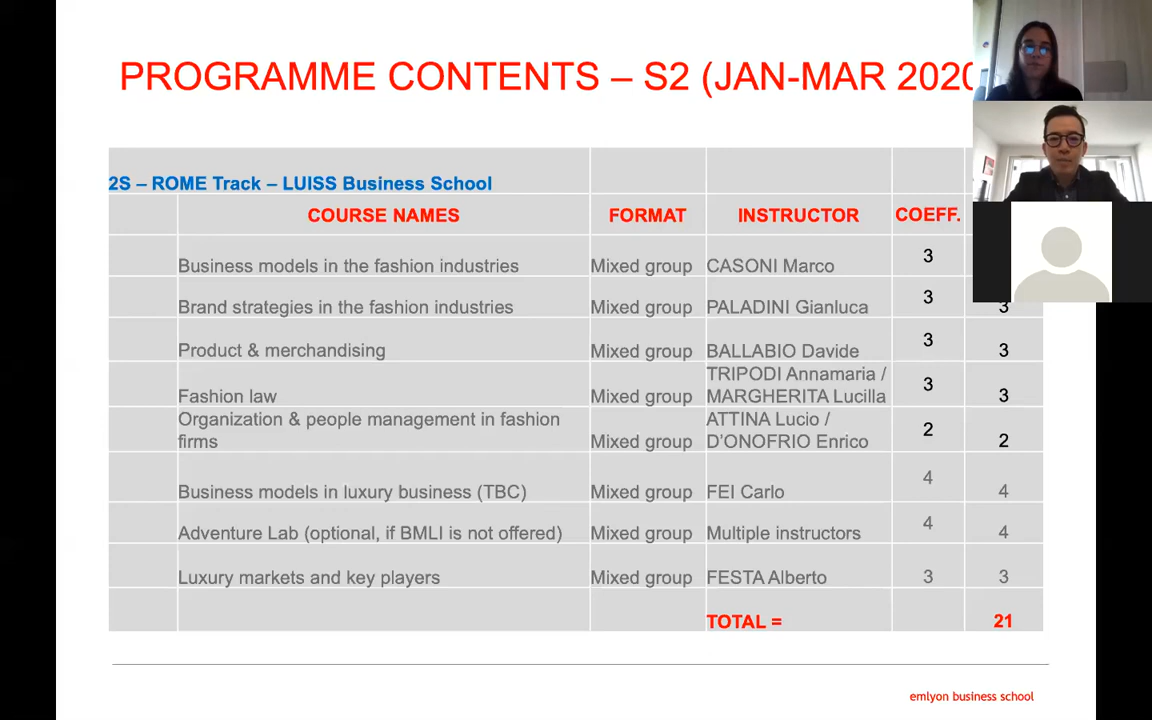 PROGRAMME CONTENTS – S2 (JAN-MAR 2020
2S – ROME Track – LUISS Business School
COURSE NAMES FORMAT INSTRUCTOR COEFF.
Business models in the fashion industries Mixed group CASONI Marco 3
Brand strategies in the fashion industries Mixed group PALADINI Gianluca 3 3
Product & merchandising Mixed group BALLABIO Davide 3 3
TRIPODI Annamaria /
Fashion law Mixed group MARGHERITA Lucilla 3 3
Organization & people management in fashion ATTINA Lucio /
firms Mixed group D'ONOFRIO Enrico 2 2
Business models in luxury business (TBC) Mixed group FEI Carlo 4 4
Adventure Lab (optional, if BMLI is not offered) Mixed group Multiple instructors 4 4
Luxury markets and key players Mixed group FESTA Alberto 3 3
TOTAL = 21
emlyon business school